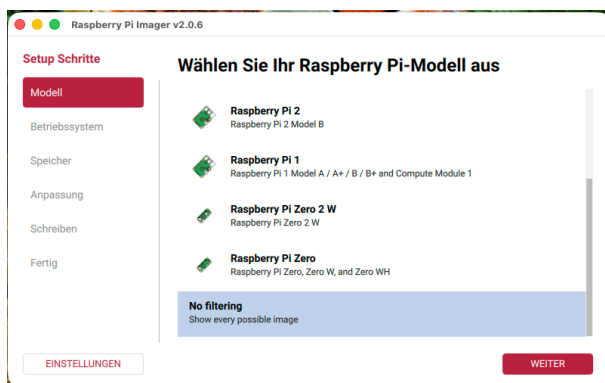 Raspberry Pi Imager v2.0.6
Setup Schritte
Modell
Betriebssystem
Speicher
Anpassung
Schreiben
Fertig
EINSTELLUNGEN
Wählen Sie Ihr Raspberry Pi-Modell aus
Raspberry Pi 2
Raspberry Pi 2 Model B
Raspberry Pi 1
Raspberry Pi 1 Model A / A+ / B / B+ and Compute Module 1
Raspberry Pi Zero 2 W
Raspberry Pi Zero 2 W
Raspberry Pi Zero
Raspberry Pi Zero, Zero W, and Zero WH
No filtering
Show every possible image
WEITER